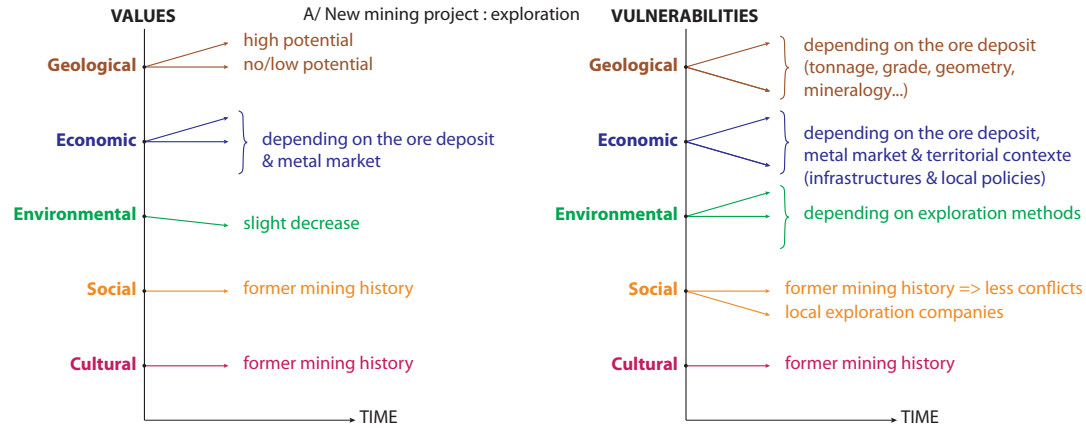 A/ New mining project : exploration
VALUES
Geological
high potential
no/low potential
Economic
depending on the ore deposit
& metal market
Environmental
slight decrease
Social
former mining history
Cultural
former mining history
TIME
VULNERABILITIES
Geological
depending on the ore deposit
(tonnage, grade, geometry,
mineralogy...)
Economic
depending on the ore deposit,
metal market & territorial contexte
(infrastructures & local policies)
Environmental
depending on exploration methods
Social
former mining history => less conflicts
local exploration companies
Cultural
former mining history
TIME